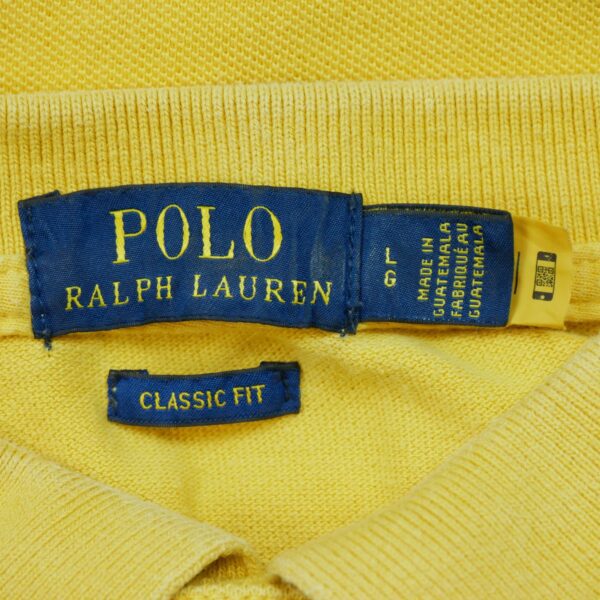 POLO
RALPH LAUREN
L
G
MADE IN
GUATEMALA
FABRIQUÉ AU
GUATEMALA
CLASSIC FIT